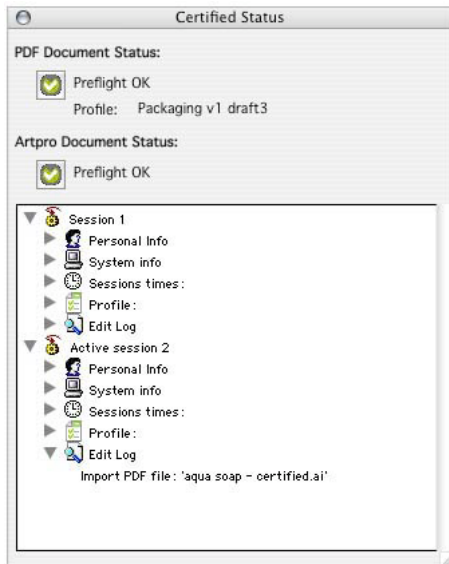 Certified Status
PDF Document Status:
Preflight OK
Profile: Packaging v1 draft3
Artpro Document Status:
Preflight OK
Session 1
Personal Info
System info
Sessions times:
Profile:
Edit Log
Active session 2
Personal Info
System info
Sessions times:
Profile:
Edit Log
Import PDF file: 'aqua soap - certified.ai'